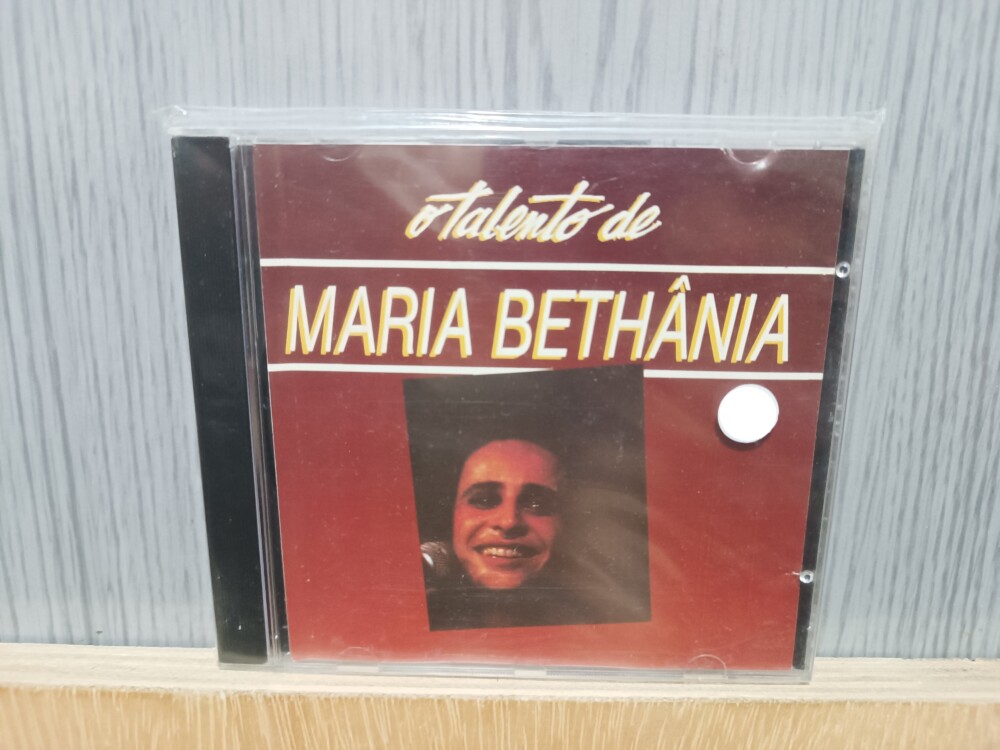 o talento de
MARIA BETHÂNIA